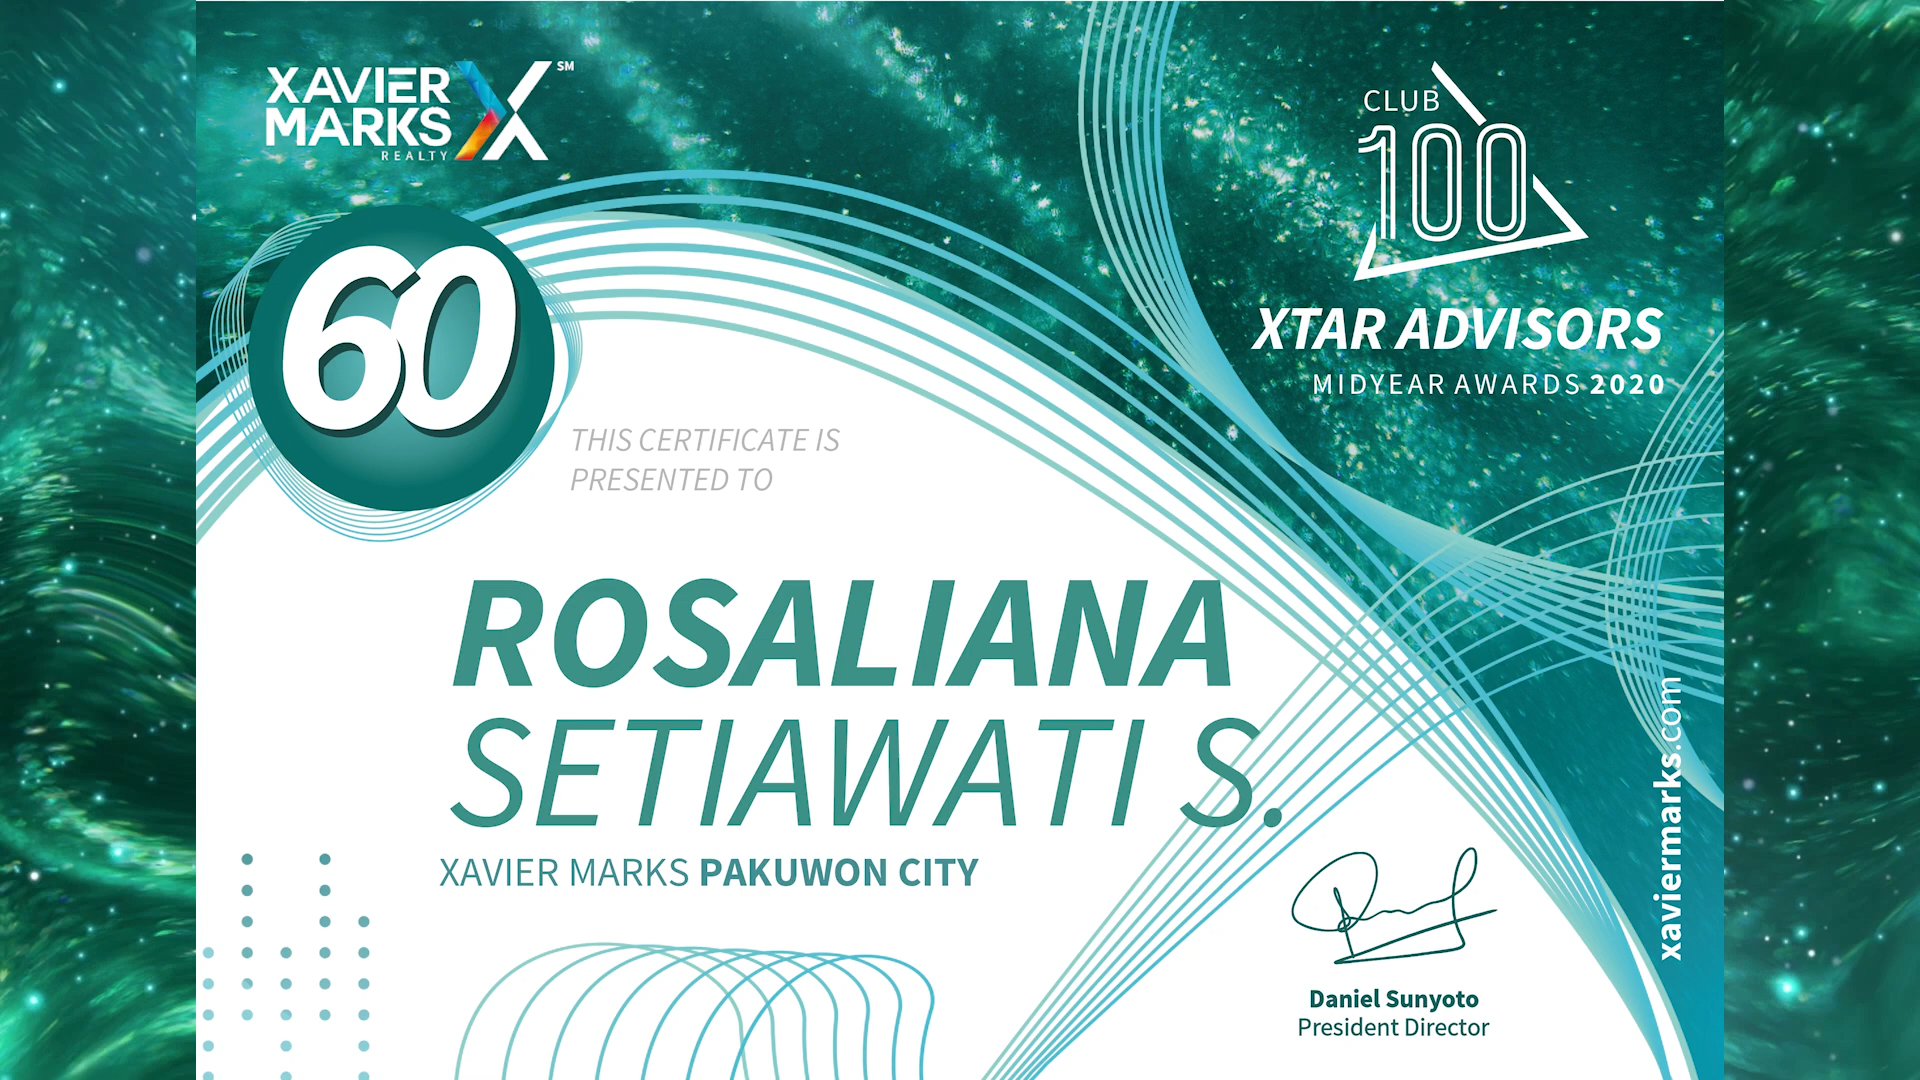 XAVIER
MARKS
REALTY
SM
CLUB
100
XTAR ADVISORS
MIDYEAR AWARDS 2020
60
THIS CERTIFICATE IS
PRESENTED TO
ROSALIANA
SETIAWATI S.
XAVIER MARKS PAKUWON CITY
Daniel Sunyoto
President Director
xaviermarks.com